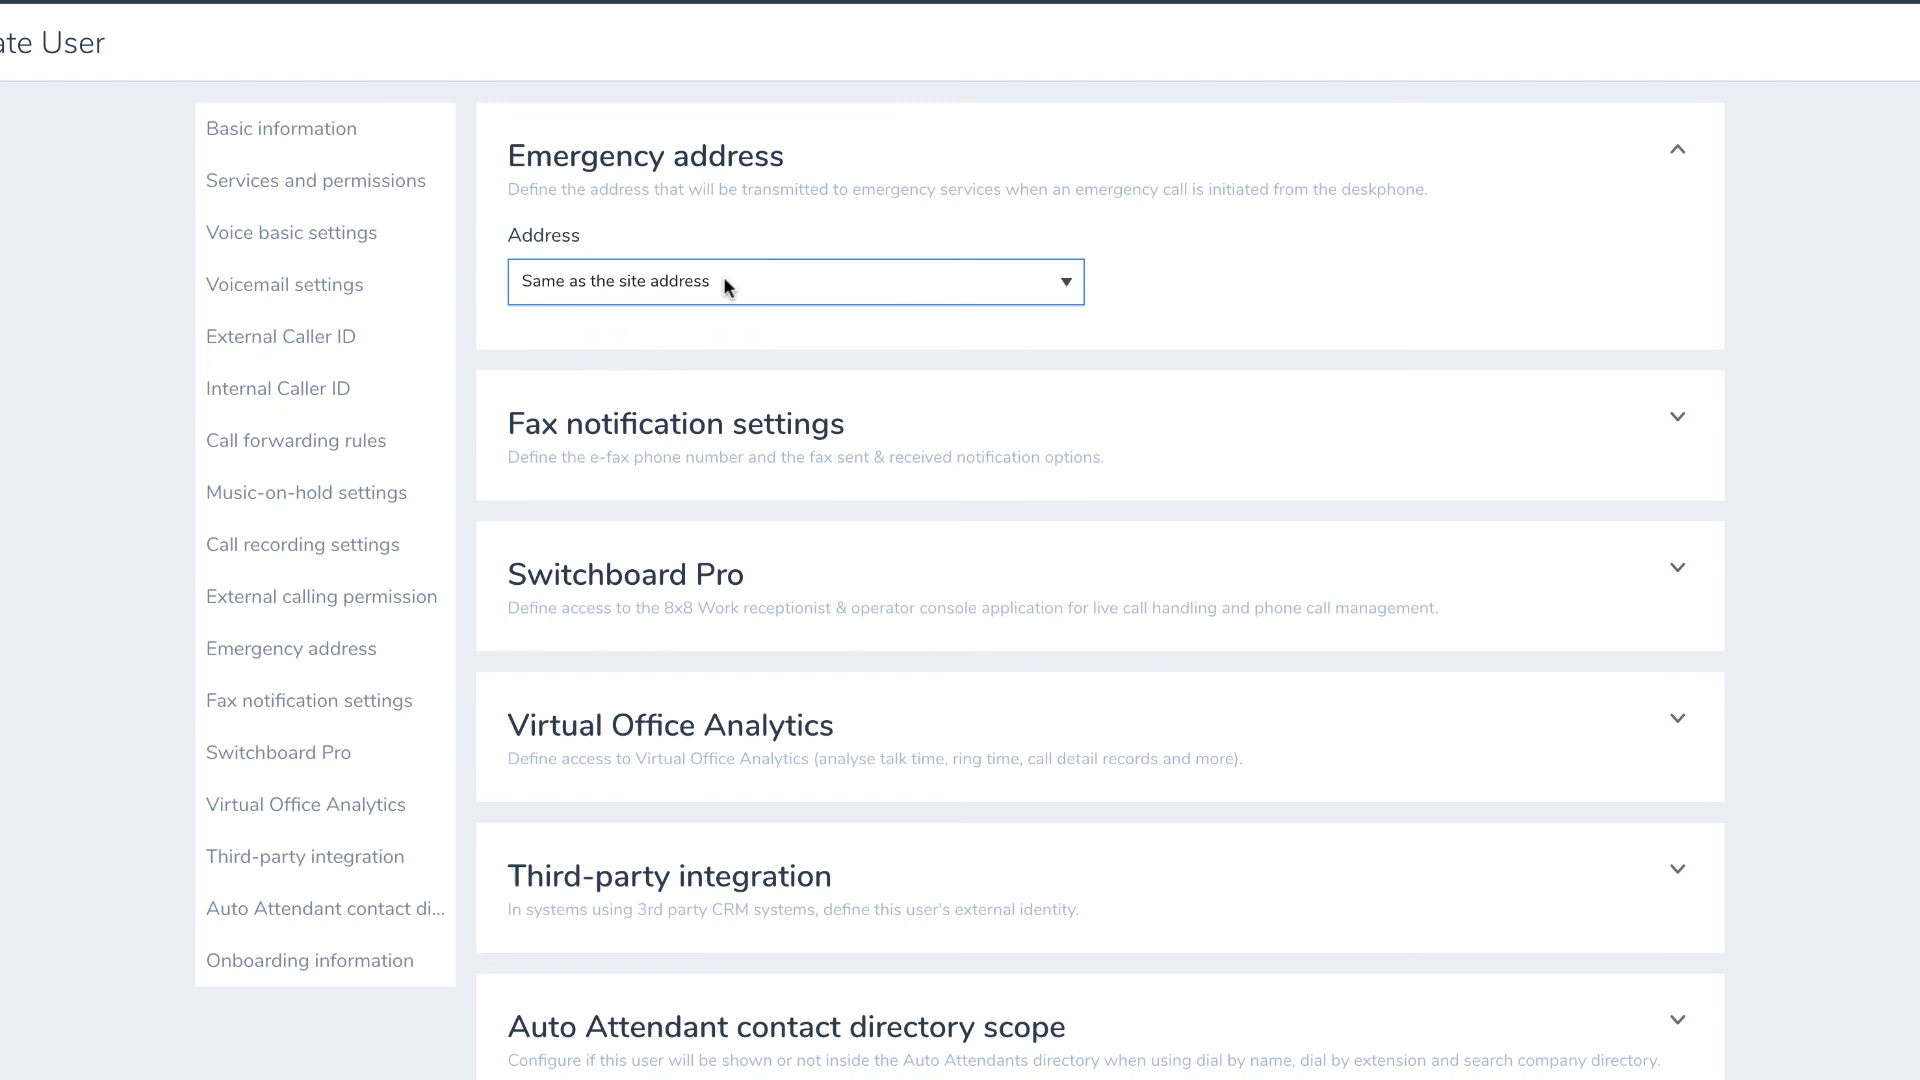 ate User
Basic information
Services and permissions
Voice basic settings
Voicemail settings
External Caller ID
Internal Caller ID
Call forwarding rules
Music-on-hold settings
Call recording settings
External calling permission
Emergency address
Fax notification settings
Switchboard Pro
Virtual Office Analytics
Third-party integration
Auto Attendant contact di...
Onboarding information
Emergency address
Define the address that will be transmitted to emergency services when an emergency call is initiated from the deskphone.
Address
Same as the site address
Fax notification settings
Define the e-fax phone number and the fax sent & received notification options.
Switchboard Pro
Define access to the 8x8 Work receptionist & operator console application for live call handling and phone call management.
Virtual Office Analytics
Define access to Virtual Office Analytics (analyse talk time, ring time, call detail records and more).
Third-party integration
In systems using 3rd party CRM systems, define this user's external identity.
Auto Attendant contact directory scope
Configure if this user will be shown or not inside the Auto Attendants directory when using dial by name, dial by extension and search company directory.